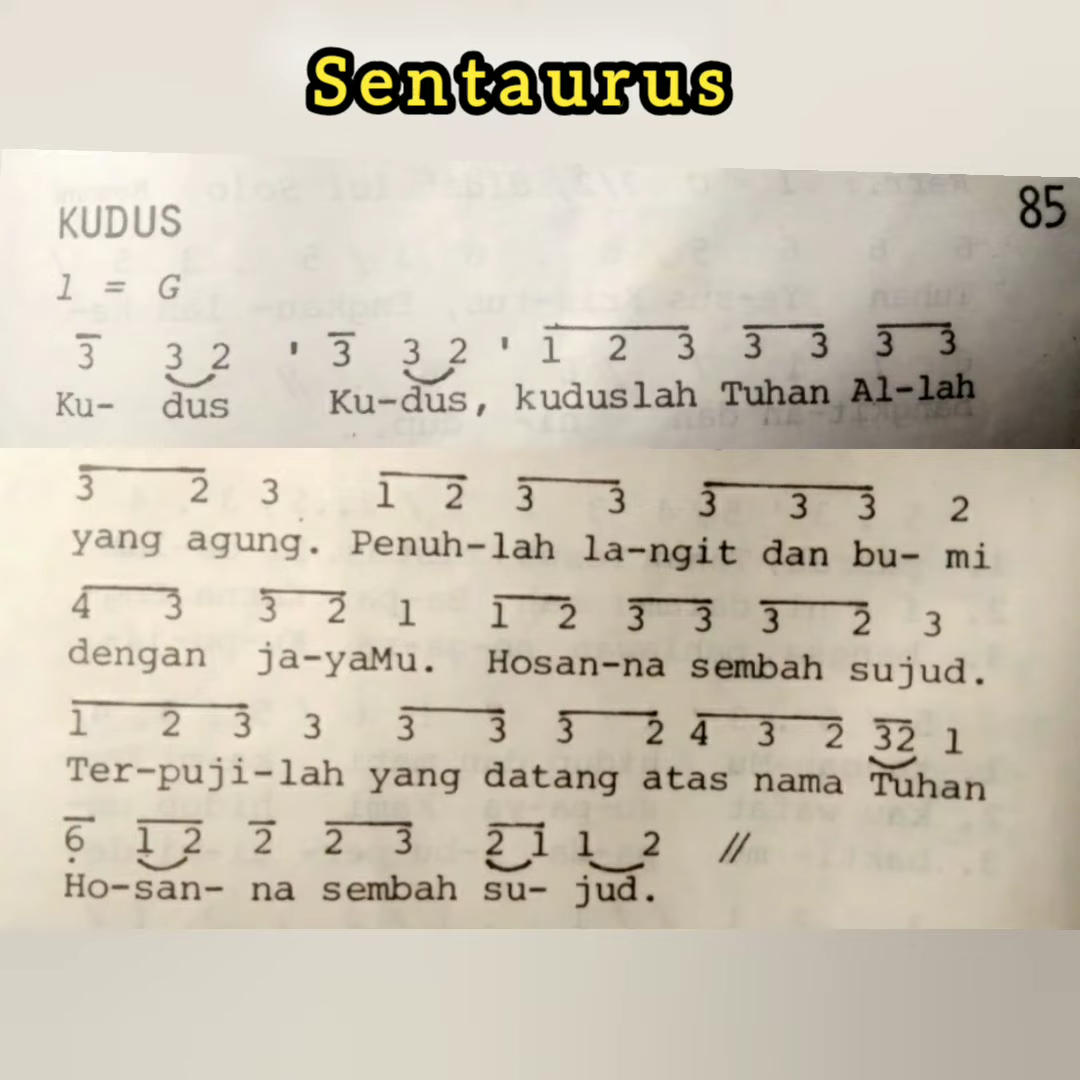 Sentaurus
KUDUS 85
1 = G
3 3 2 ' 3 3 2 ' 1 2 3 3 3 3 3
Ku- dus Ku-dus, kuduslah Tuhan Al-lah
3 2 3 1 2 3 3 3 3 3 2
yang agung. Penuh-lah la-ngit dan bu- mi
4 3 3 2 1 1 2 3 3 3 2 3
dengan ja-yaMu. Hosan-na sembah sujud.
1 2 3 3 3 3 3 2 4 3 2 32 1
Ter-puji-lah yang datang atas nama Tuhan
6 1 2 2 2 3 2 1 1 2 //
Ho-san- na sembah su- jud.